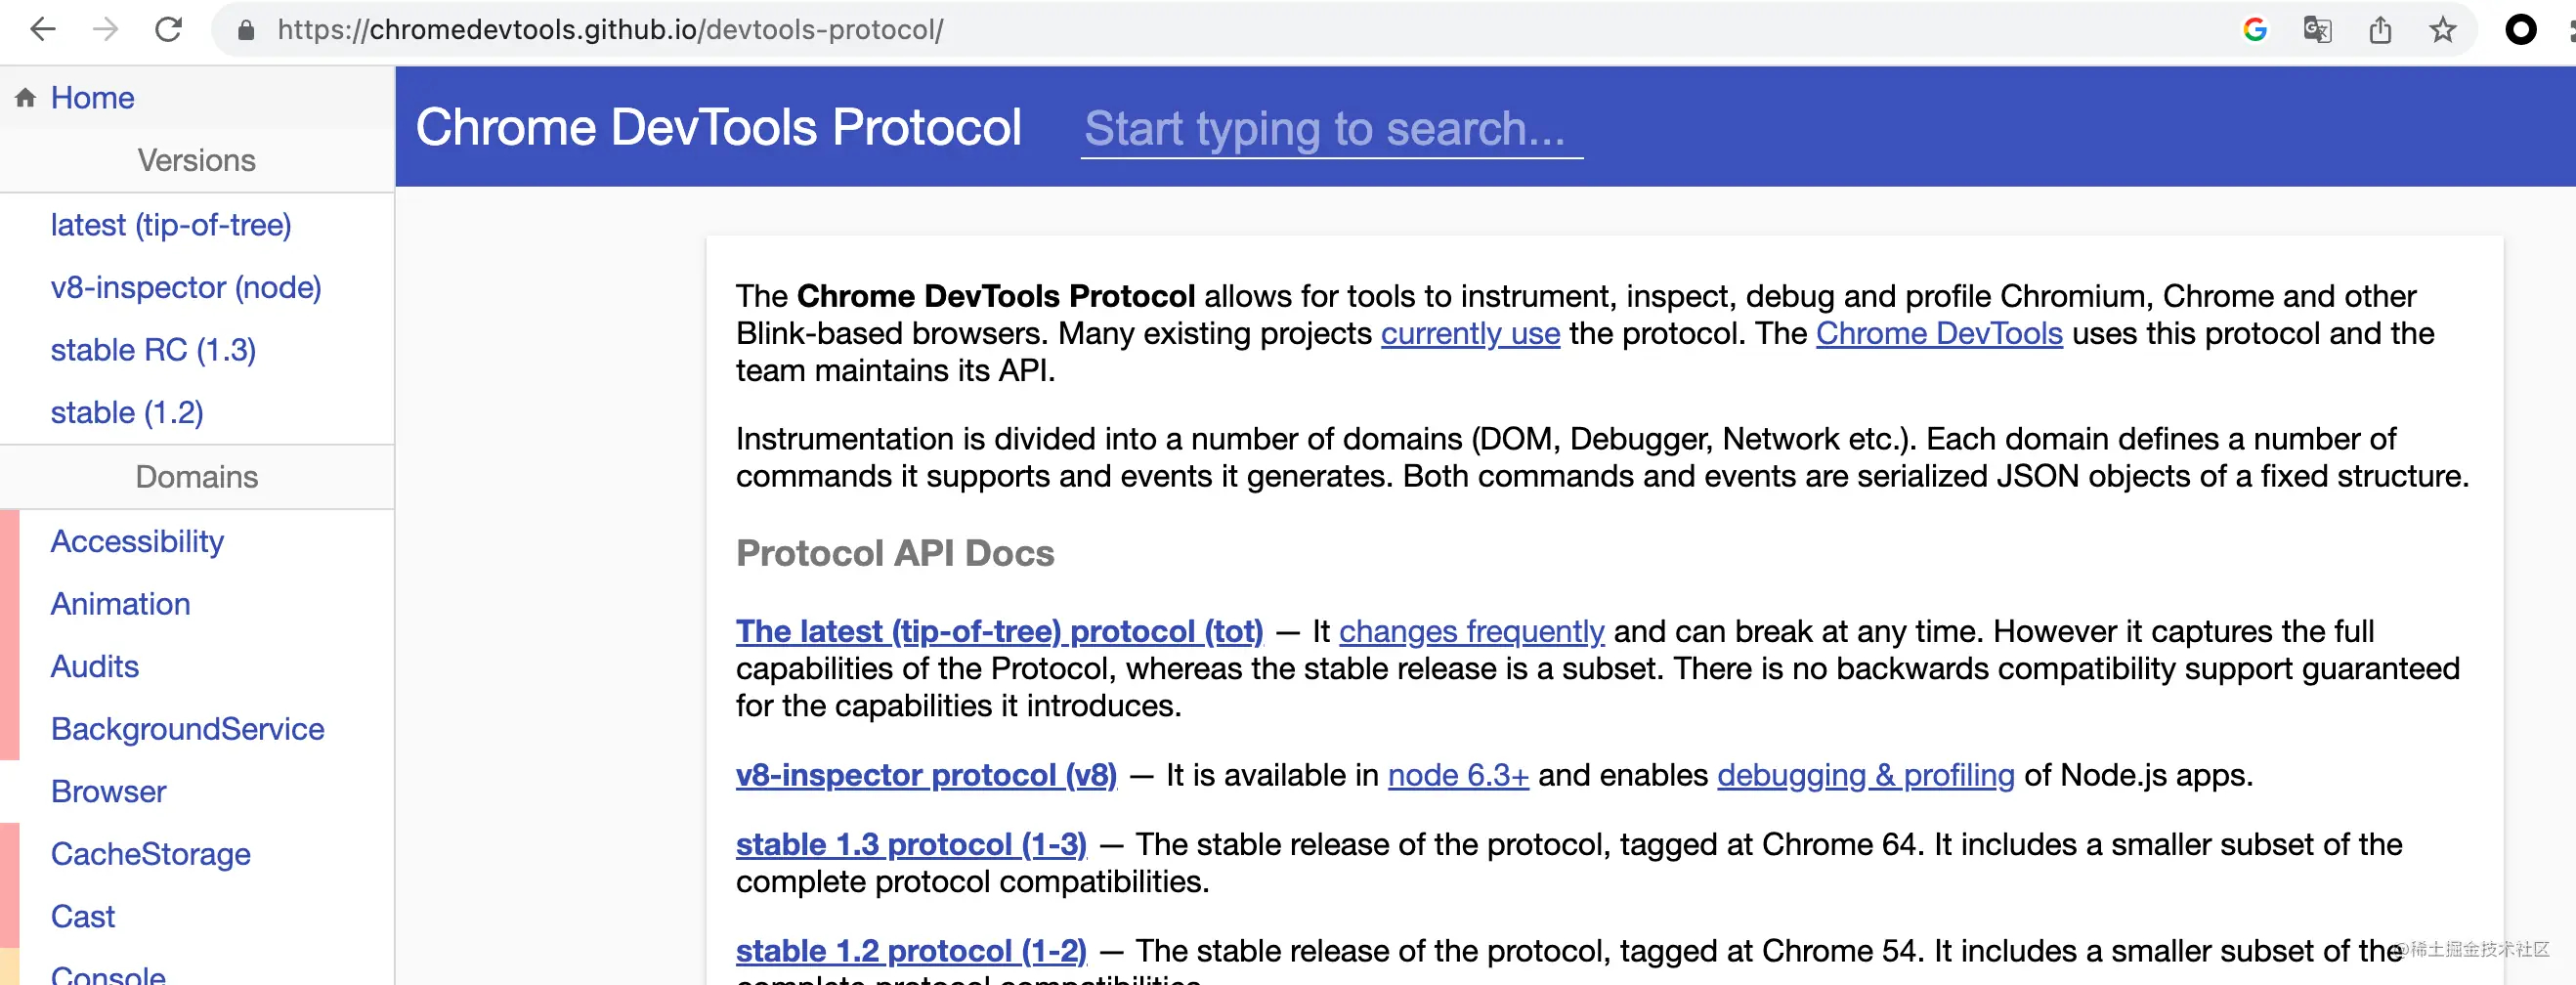 https://chromedevtools.github.io/devtools-protocol/
Home
Versions
latest (tip-of-tree)
v8-inspector (node)
stable RC (1.3)
stable (1.2)
Domains
Accessibility
Animation
Audits
BackgroundService
Browser
CacheStorage
Cast
Console
Chrome DevTools Protocol
Start typing to search...
The Chrome DevTools Protocol allows for tools to instrument, inspect, debug and profile Chromium, Chrome and other
Blink-based browsers. Many existing projects currently use the protocol. The Chrome DevTools uses this protocol and the
team maintains its API.
Instrumentation is divided into a number of domains (DOM, Debugger, Network etc.). Each domain defines a number of
commands it supports and events it generates. Both commands and events are serialized JSON objects of a fixed structure.
Protocol API Docs
The latest (tip-of-tree) protocol (tot) — It changes frequently and can break at any time. However it captures the full
capabilities of the Protocol, whereas the stable release is a subset. There is no backwards compatibility support guaranteed
for the capabilities it introduces.
v8-inspector protocol (v8) — It is available in node 6.3+ and enables debugging & profiling of Node.js apps.
stable 1.3 protocol (1-3) — The stable release of the protocol, tagged at Chrome 64. It includes a smaller subset of the
complete protocol compatibilities.
stable 1.2 protocol (1-2) — The stable release of the protocol, tagged at Chrome 54. It includes a smaller subset of the
complete protocol compatibilities.
@稀土掘金技术社区